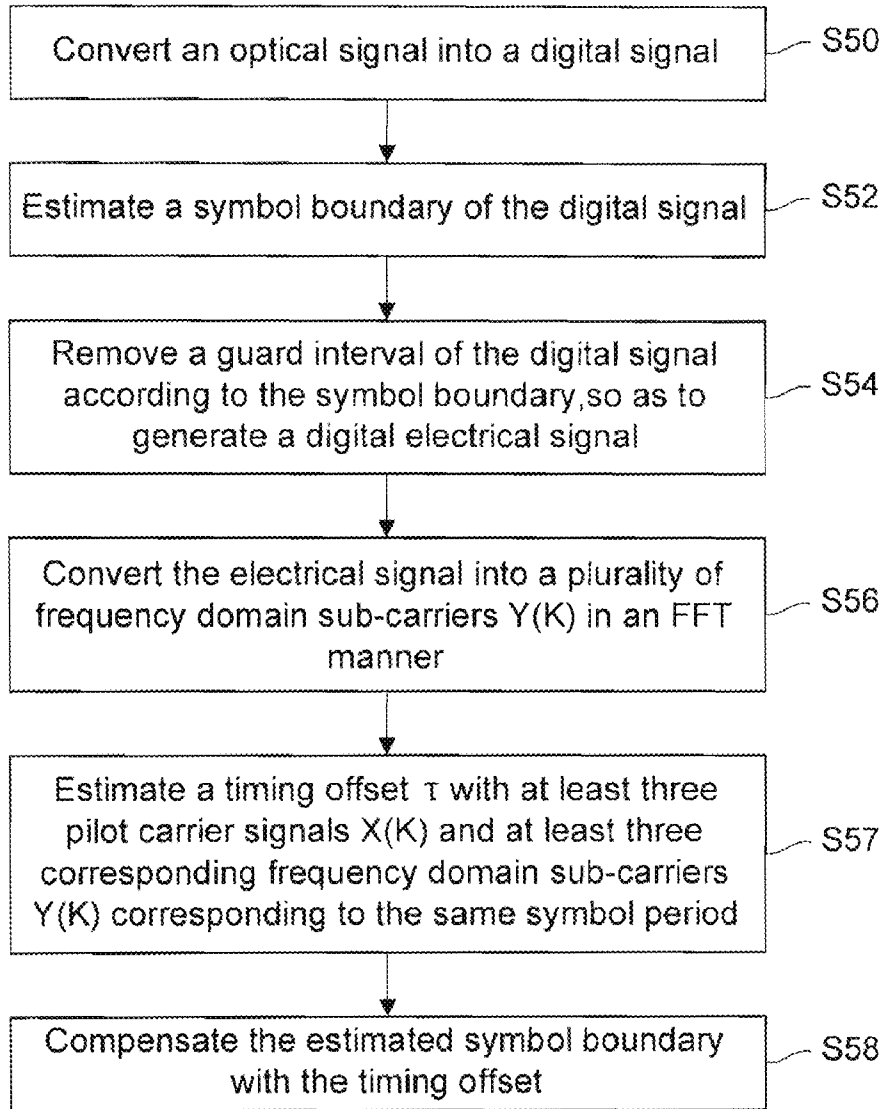 Convert an optical signal into a digital signal
S50
Estimate a symbol boundary of the digital signal
S52
Remove a guard interval of the digital signal
according to the symbol boundary,so as to
generate a digital electrical signal
S54
Convert the electrical signal into a plurality of
frequency domain sub-carriers Y(K) in an FFT
manner
S56
Estimate a timing offset τ with at least three
pilot carrier signals X(K) and at least three
corresponding frequency domain sub-carriers
Y(K) corresponding to the same symbol period
S57
Compensate the estimated symbol boundary
with the timing offset
S58